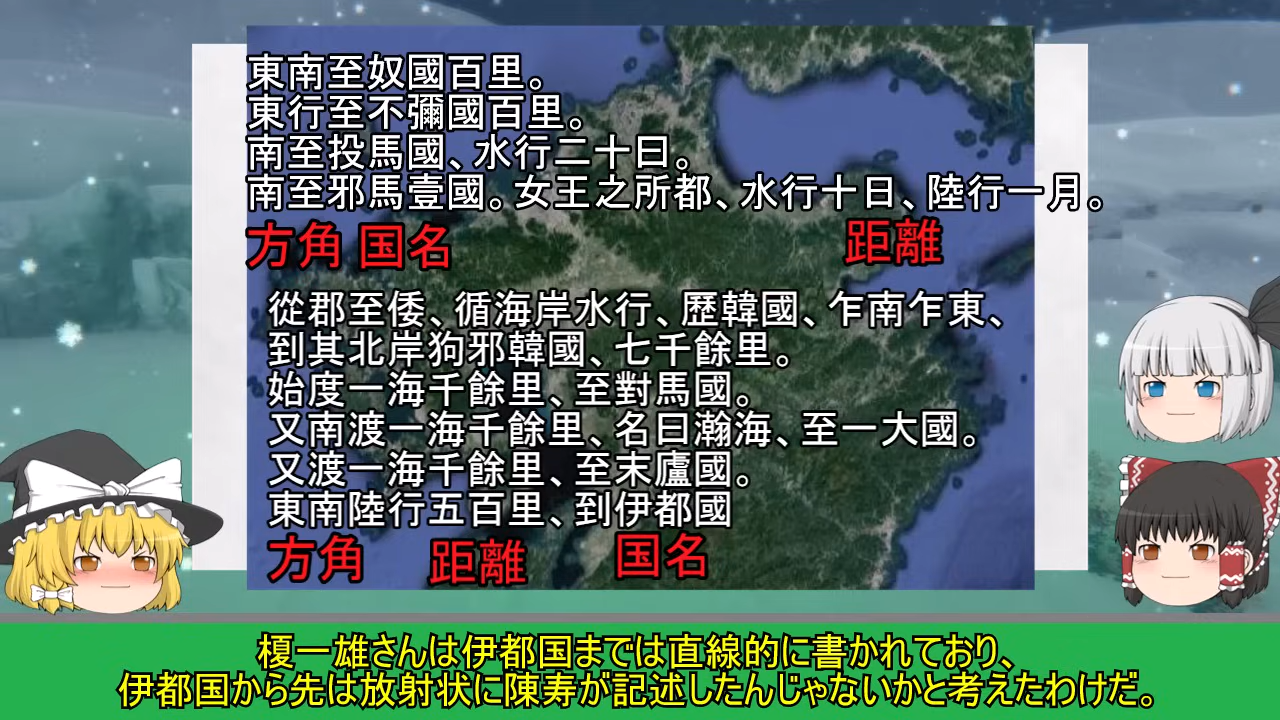 東南至奴國百里。
東行至不彌國百里。
南至投馬國、水行二十曰。
南至邪馬壹國。女王之所都、水行十日、陸行一月。
方角 国名 距離
從郡至倭、循海岸水行、歷韓國、乍南乍東、
到其北岸狗邪韓國、七千餘里。
始度一海千餘里、至對馬國。
又南渡一海千餘里、名曰瀚海、至一大國。
又渡一海千餘里、至末廬國。
東南陸行五百里、到伊都國
方角 距離 国名
榎一雄さんは伊都国までは直線的に書かれており、
伊都国から先は放射状に陳寿が記述したんじゃないかと考えたわけだ。